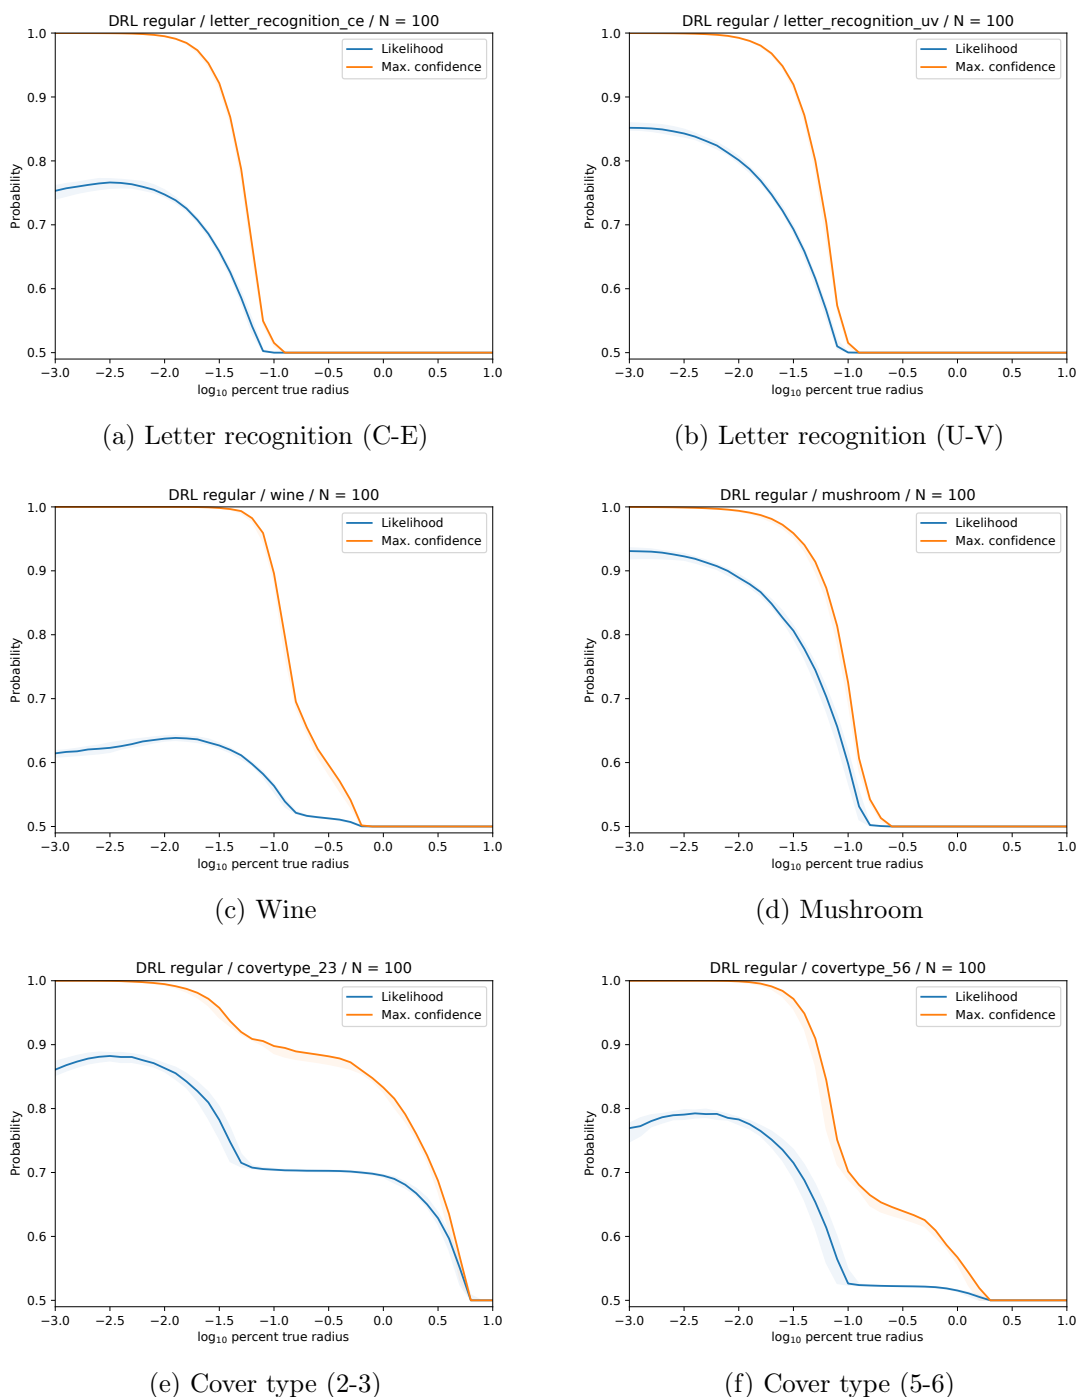 DRL regular / letter_recognition_ce / N = 100
Probability
1.0
0.9
0.8
0.7
0.6
0.5
Likelihood
Max. confidence
−3.0 −2.5 −2.0 −1.5 −1.0 −0.5 0.0 0.5 1.0
log10 percent true radius
(a) Letter recognition (C-E)
DRL regular / letter_recognition_uv / N = 100
Probability
1.0
0.9
0.8
0.7
0.6
0.5
Likelihood
Max. confidence
−3.0 −2.5 −2.0 −1.5 −1.0 −0.5 0.0 0.5 1.0
log10 percent true radius
(b) Letter recognition (U-V)
DRL regular / wine / N = 100
Probability
1.0
0.9
0.8
0.7
0.6
0.5
Likelihood
Max. confidence
−3.0 −2.5 −2.0 −1.5 −1.0 −0.5 0.0 0.5 1.0
log10 percent true radius
(c) Wine
DRL regular / mushroom / N = 100
Probability
1.0
0.9
0.8
0.7
0.6
0.5
Likelihood
Max. confidence
−3.0 −2.5 −2.0 −1.5 −1.0 −0.5 0.0 0.5 1.0
log10 percent true radius
(d) Mushroom
DRL regular / covertype_23 / N = 100
Probability
1.0
0.9
0.8
0.7
0.6
0.5
Likelihood
Max. confidence
−3.0 −2.5 −2.0 −1.5 −1.0 −0.5 0.0 0.5 1.0
log10 percent true radius
(e) Cover type (2-3)
DRL regular / covertype_56 / N = 100
Probability
1.0
0.9
0.8
0.7
0.6
0.5
Likelihood
Max. confidence
−3.0 −2.5 −2.0 −1.5 −1.0 −0.5 0.0 0.5 1.0
log10 percent true radius
(f) Cover type (5-6)